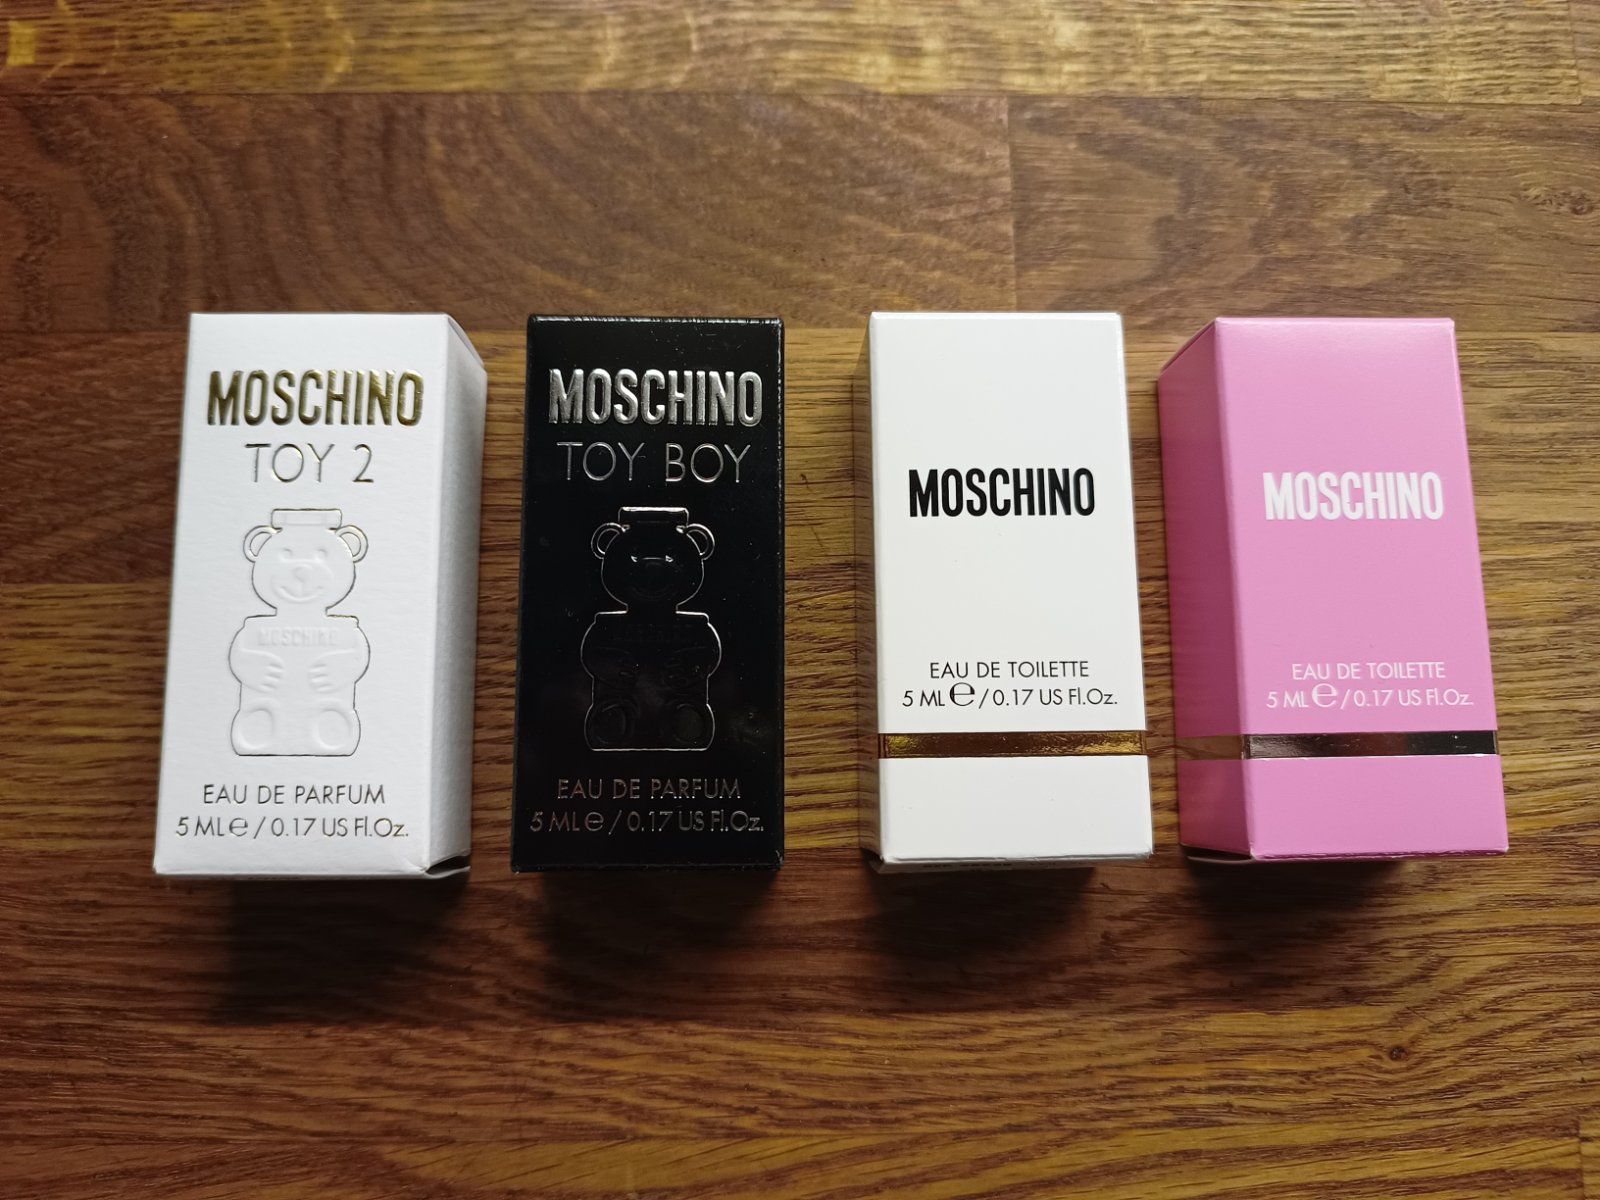 MOSCHINO
TOY 2
MOSCHINO
EAU DE PARFUM
5 ML ℮ / 0.17 US Fl.Oz.
MOSCHINO
TOY BOY
MOSCHINO
EAU DE PARFUM
5 ML ℮ / 0.17 US Fl.Oz.
MOSCHINO
EAU DE TOILETTE
5 ML ℮ / 0.17 US Fl.Oz.
MOSCHINO
EAU DE TOILETTE
5 ML ℮ / 0.17 US Fl.Oz.